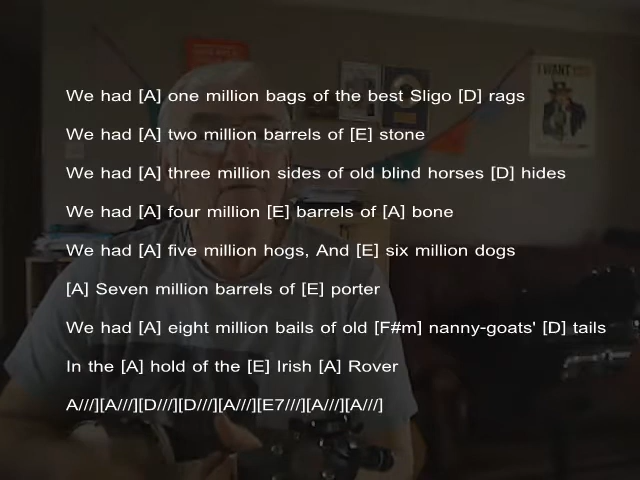 I WANT YOU
We had [A] one million bags of the best Sligo [D] rags
We had [A] two million barrels of [E] stone
We had [A] three million sides of old blind horses [D] hides
We had [A] four million [E] barrels of [A] bone
We had [A] five million hogs, And [E] six million dogs
[A] Seven million barrels of [E] porter
We had [A] eight million bails of old [F#m] nanny-goats' [D] tails
In the [A] hold of the [E] Irish [A] Rover
A///][A///][D///][D///][A///][E7///][A///][A///]